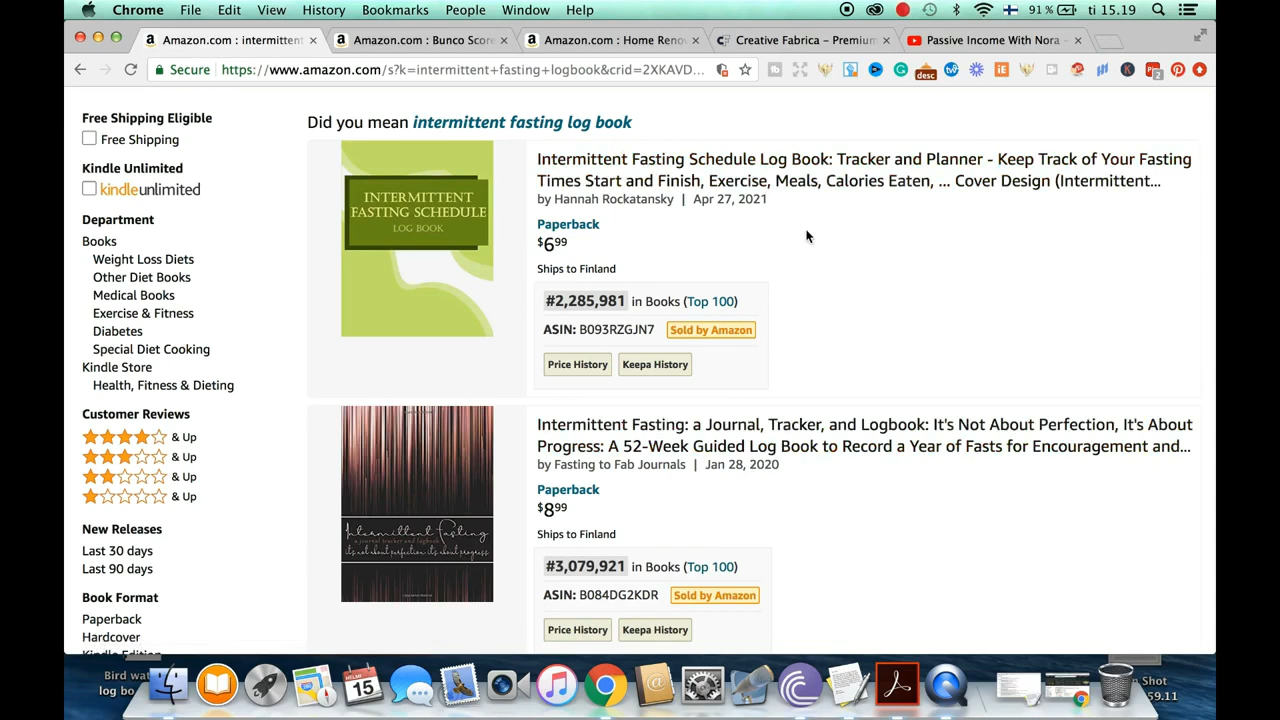 Chrome File Edit View History Bookmarks People Window Help 91 % ti 15.19
Amazon.com : intermittent Amazon.com : Bunco Scor Amazon.com : Home Renov Creative Fabrica – Premium Passive Income With Nora -
Secure https://www.amazon.com/s?k=intermittent+fasting+logbook&crid=2XKAVD... desc iE K 2
Free Shipping Eligible
Free Shipping
Kindle Unlimited
kindleunlimited
Department
Books
Weight Loss Diets
Other Diet Books
Medical Books
Exercise & Fitness
Diabetes
Special Diet Cooking
Kindle Store
Health, Fitness & Dieting
Customer Reviews
& Up
& Up
& Up
& Up
New Releases
Last 30 days
Last 90 days
Book Format
Paperback
Hardcover
Kindle Edition
Did you mean intermittent fasting log book
INTERMITTENT
FASTING SCHEDULE
LOG BOOK
Intermittent Fasting Schedule Log Book: Tracker and Planner - Keep Track of Your Fasting
Times Start and Finish, Exercise, Meals, Calories Eaten, ... Cover Design (Intermittent...
by Hannah Rockatansky | Apr 27, 2021
Paperback
$6.99
Ships to Finland
#2,285,981 in Books (Top 100)
ASIN: B093RZGJN7 Sold by Amazon
Price History Keepa History
Intermittent Fasting
a journal tracker and logbook
it's not about perfection it's about progress
Intermittent Fasting: a Journal, Tracker, and Logbook: It's Not About Perfection, It's About
Progress: A 52-Week Guided Log Book to Record a Year of Fasts for Encouragement and...
by Fasting to Fab Journals | Jan 28, 2020
Paperback
$8.99
Ships to Finland
#3,079,921 in Books (Top 100)
ASIN: B084DG2KDR Sold by Amazon
Price History Keepa History
Bird wat
log bo
15
Shot
59.11